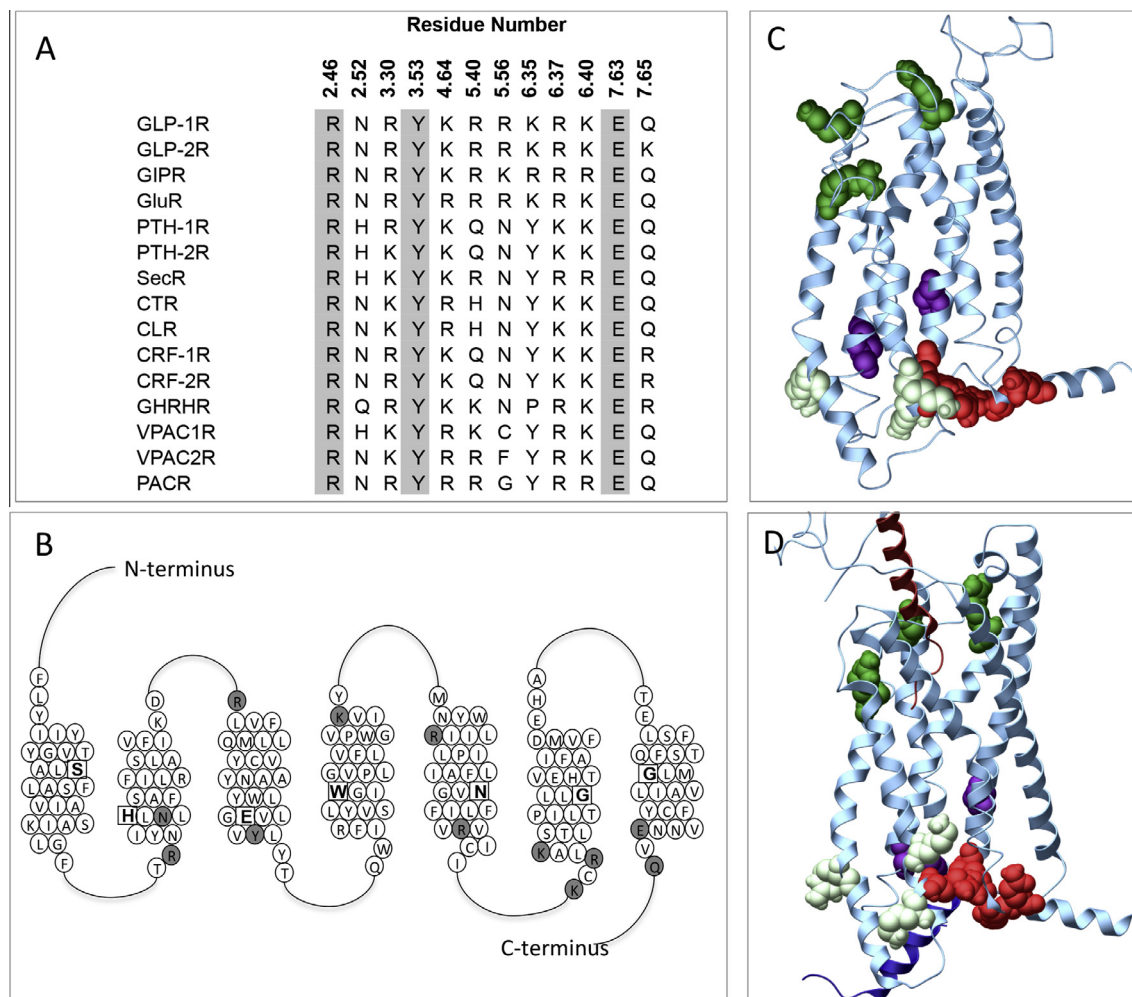 A
Residue Number
2.46 2.52 3.30 3.53 4.64 5.40 5.56 6.35 6.37 6.40 7.63 7.65
GLP-1R R N R Y K R R K R K E Q
GLP-2R R N R Y K R R K R K E K
GIPR R N R Y K R K R R R E Q
GluR R N R Y K R R K R R E Q
PTH-1R R H R Y K Q N Y K K E Q
PTH-2R R H K Y K Q N Y K K E Q
SecR R H K Y K R N Y R R E Q
CTR R N K Y R H N Y K K E Q
CLR R N K Y R H N Y K K E Q
CRF-1R R N R Y K Q N Y K K E R
CRF-2R R N R Y K Q N Y K K E R
GHRHR R Q R Y K K N P R K E R
VPAC1R R H K Y R K C Y R K E Q
VPAC2R R N K Y R R F Y R K E Q
PACR R N K Y R R G Y R R E Q
B
N-terminus
F
L
Y
I I I Y
Y G V T
A L S
L A S F
V I A
K I A S
L G
F
D
K
V F I
S L A
F I L R
S A F
H L N L
I Y N
T R
R
L V F
Q M L L
Y C V
Y N A A
Y W L
G E V L
V Y L
Y
T
Y
K V I
V P W G
V F L
G V P L
W G I
L Y V S
R F I
W
Q
M
N Y W
R I I L
L P I
I A F L
G V N
F I L F
V R V
C I
I
A
H
E
D M V F
I F A
V E H T
L L G
P I L T
S T L
K A L R
C
K
T
E
L S F
Q F S T
G L M
V A I L
Y C F
E N N V
V
Q
C-terminus
C
D